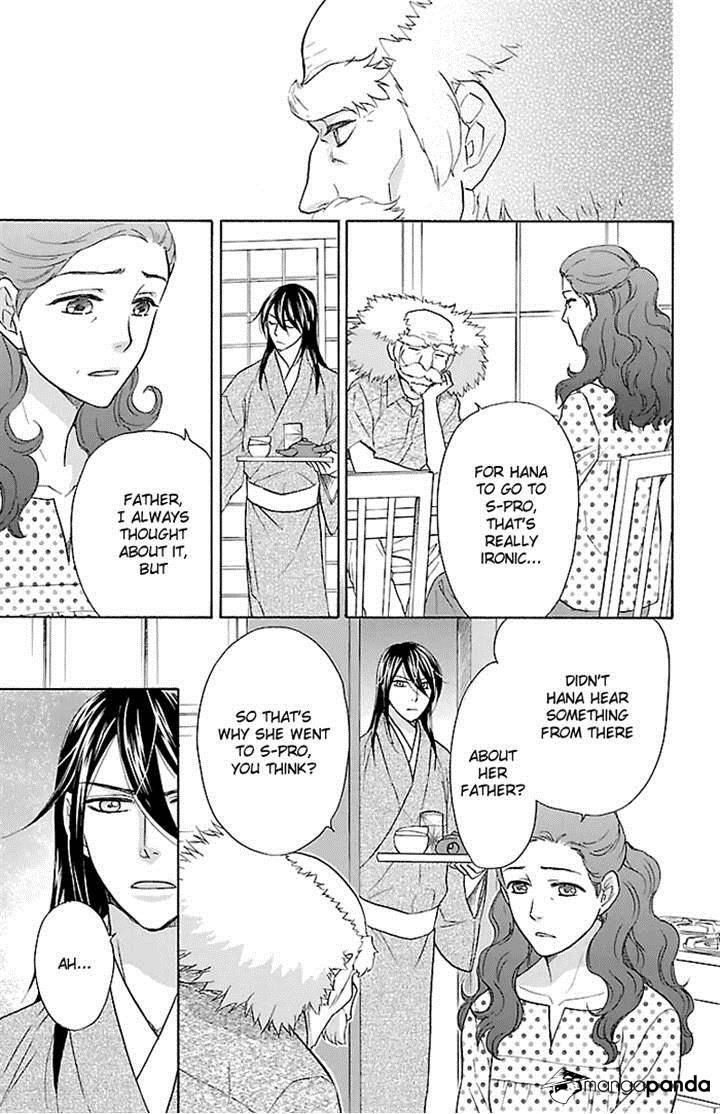 FOR HANA
TO GO TO
S-PRO,
THAT'S
REALLY
IRONIC...
FATHER,
I ALWAYS
THOUGHT
ABOUT IT,
BUT
DIDN'T
HANA HEAR
SOMETHING
FROM THERE
ABOUT
HER
FATHER?
SO THAT'S
WHY SHE WENT
TO S-PRO,
YOU THINK?
AH...
mangapanda